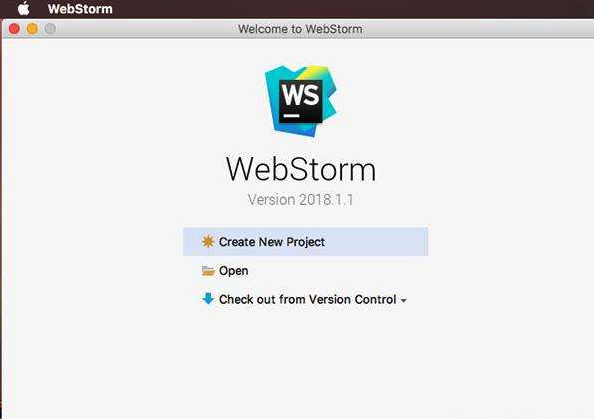 WebStorm
Welcome to WebStorm
WS
WebStorm
Version 2018.1.1
Create New Project
Open
Check out from Version Control